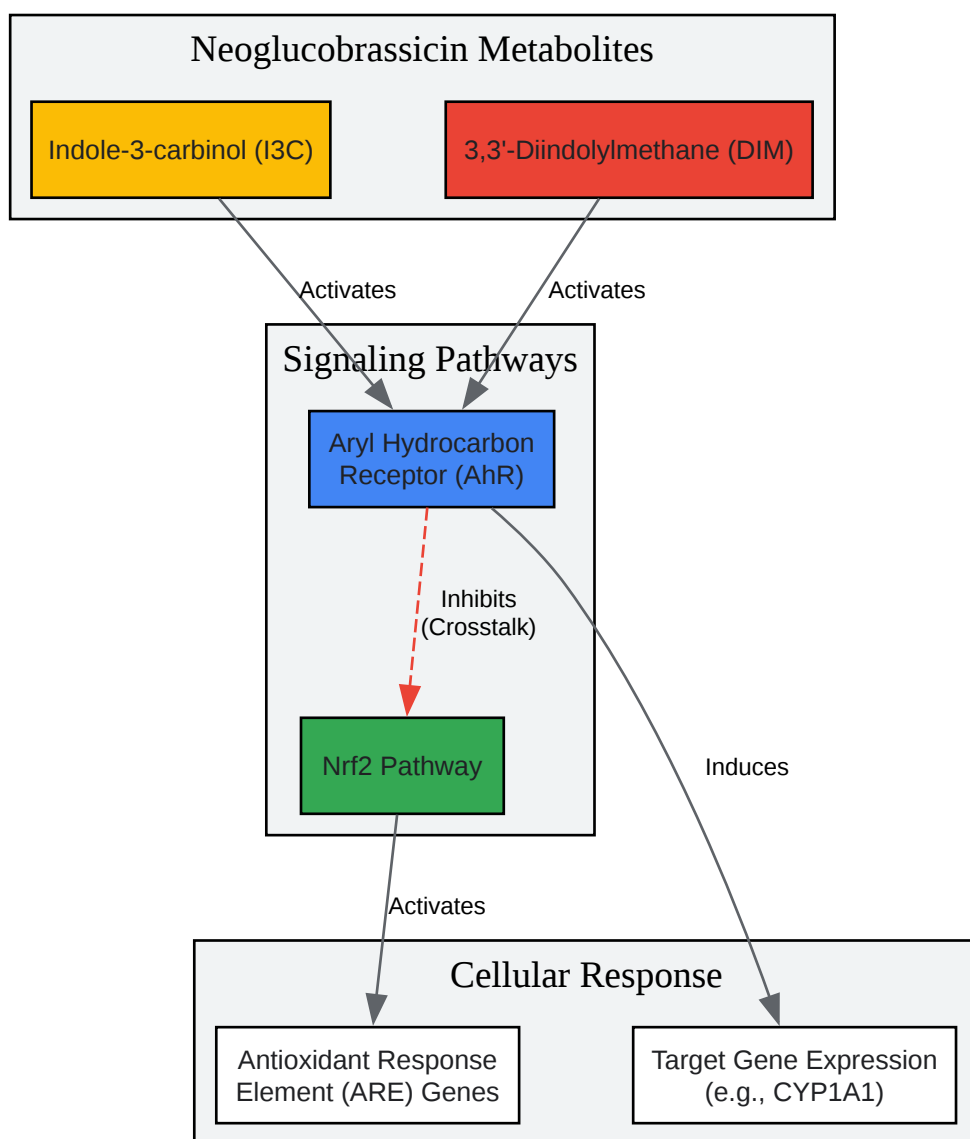 Neoglucobrassicin Metabolites
Indole-3-carbinol (I3C)
3,3'-Diindolylmethane (DIM)
Activates
Activates
Signaling Pathways
Aryl Hydrocarbon
Receptor (AhR)
Inhibits
(Crosstalk)
Nrf2 Pathway
Induces
Activates
Cellular Response
Antioxidant Response
Element (ARE) Genes
Target Gene Expression
(e.g., CYP1A1)